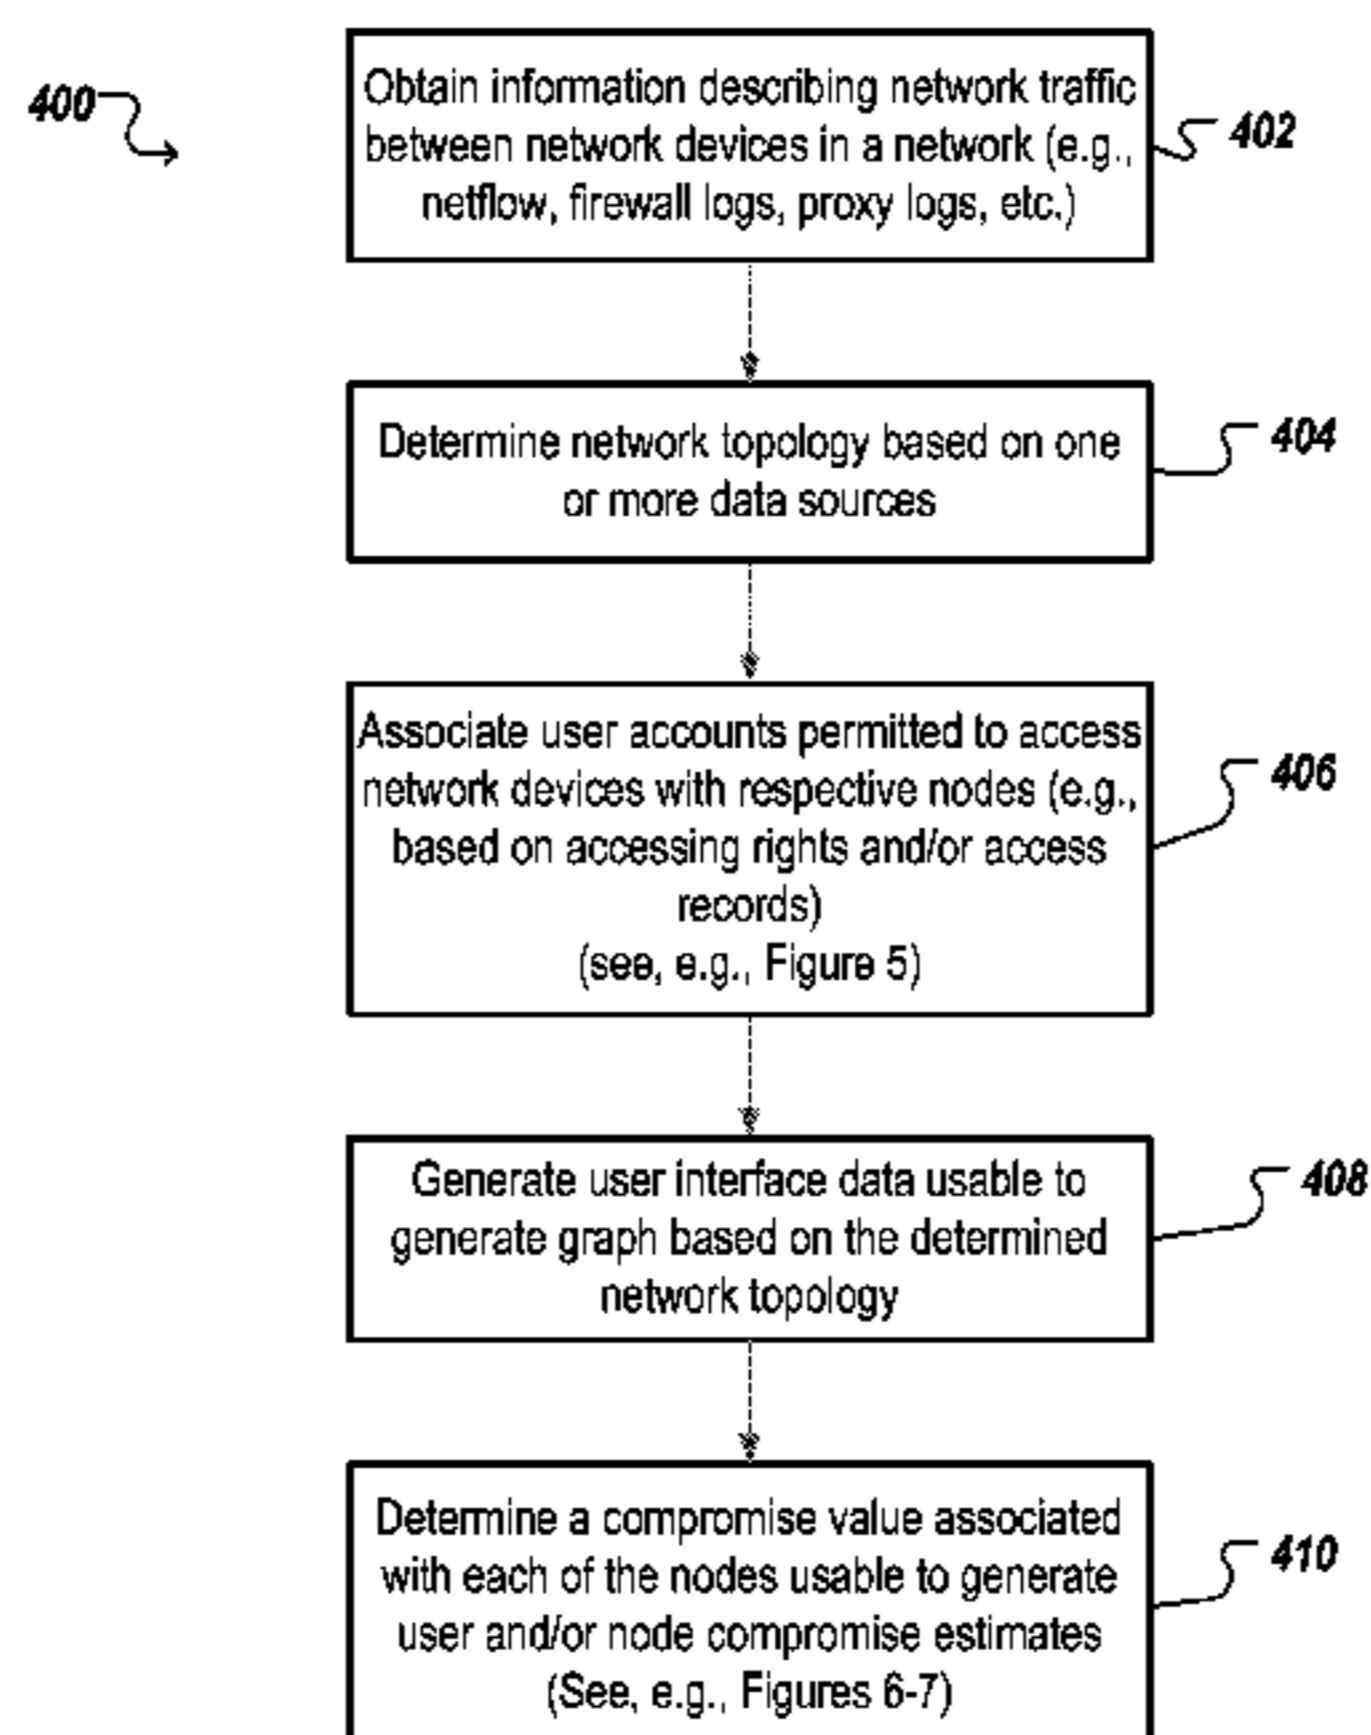 400
Obtain information describing network traffic
between network devices in a network (e.g.,
netflow, firewall logs, proxy logs, etc.)
402
Determine network topology based on one
or more data sources
404
Associate user accounts permitted to access
network devices with respective nodes (e.g.,
based on accessing rights and/or access
records)
(see, e.g., Figure 5)
406
Generate user interface data usable to
generate graph based on the determined
network topology
408
Determine a compromise value associated
with each of the nodes usable to generate
user and/or node compromise estimates
(See, e.g., Figures 6-7)
410